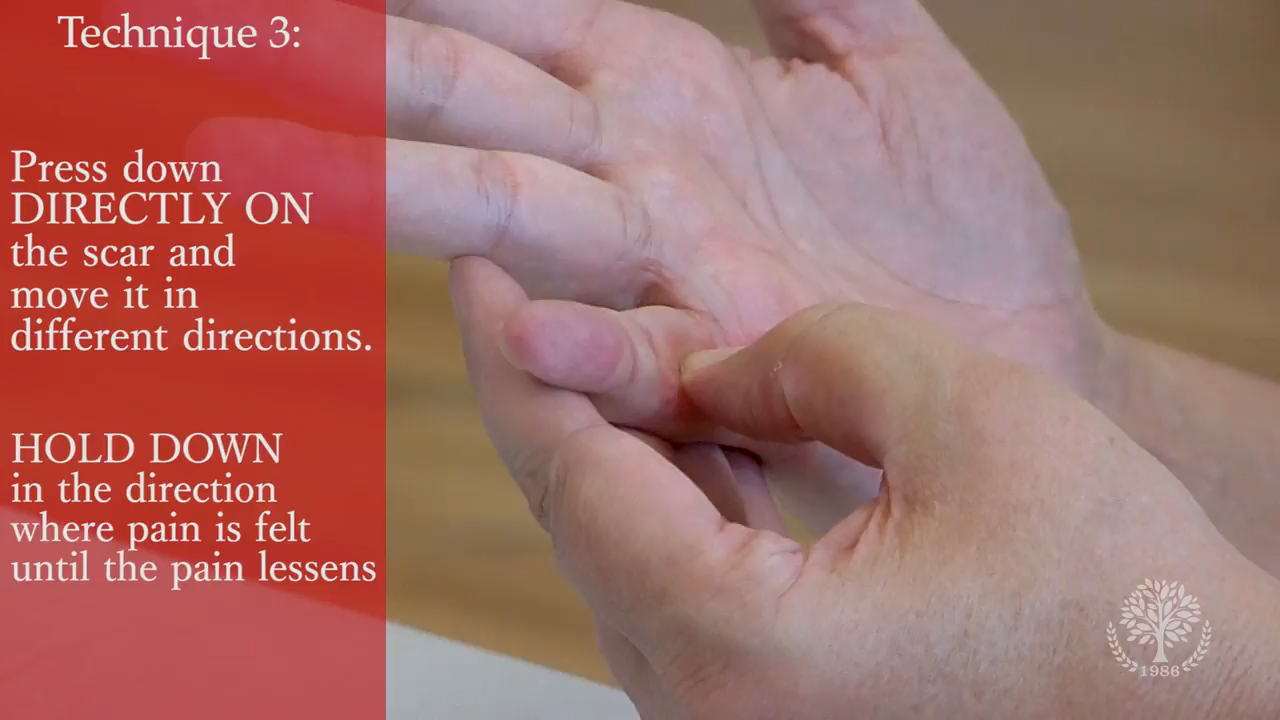 Technique 3:
Press down
DIRECTLY ON
the scar and
move it in
different directions.
HOLD DOWN
in the direction
where pain is felt
until the pain lessens
1986